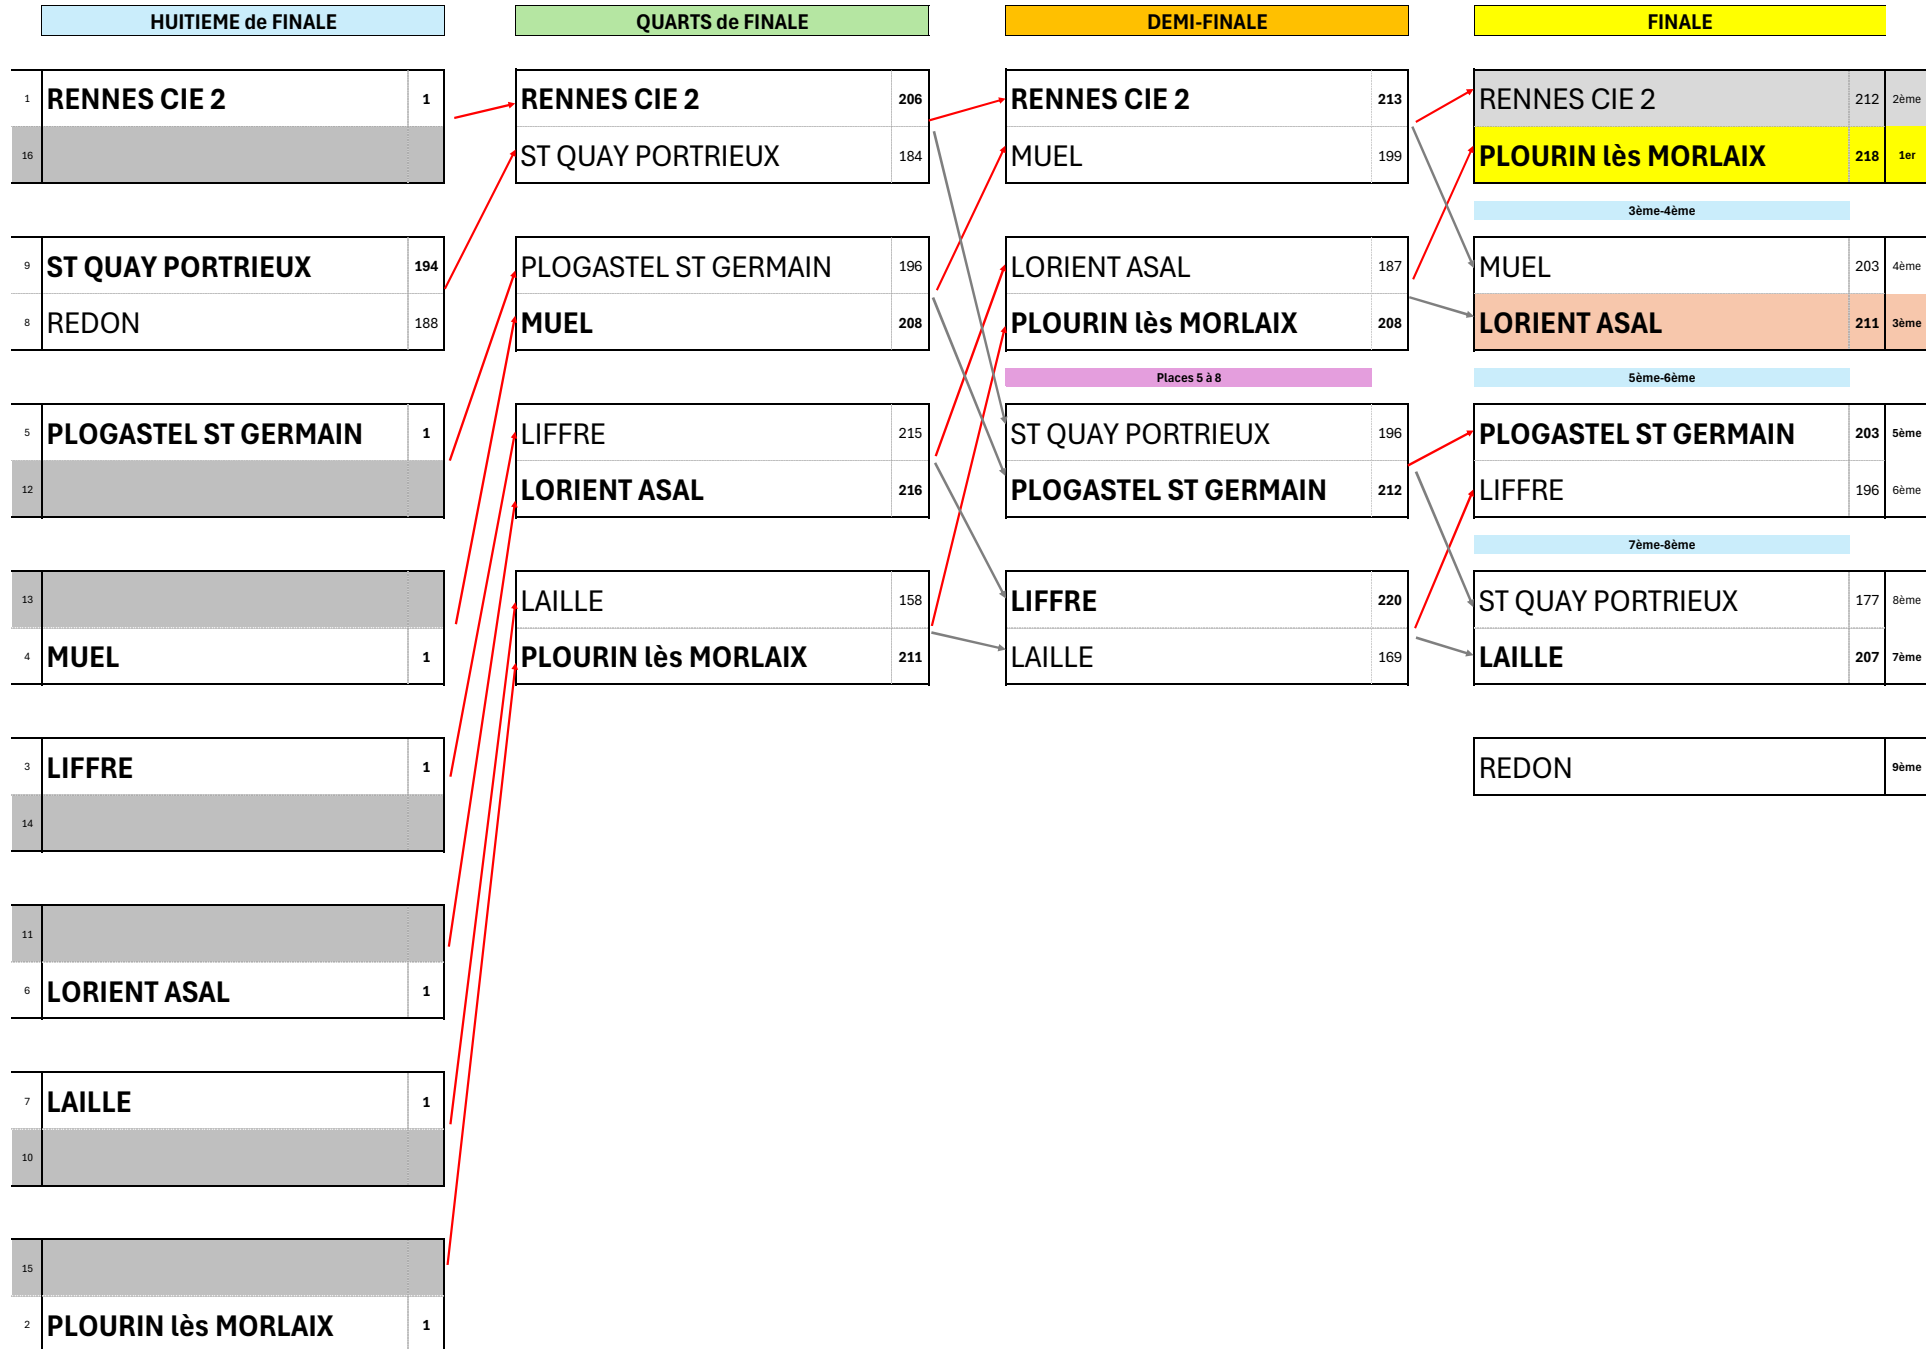 HUITIEME de FINALE
1 RENNES CIE 2 1
16
9 ST QUAY PORTRIEUX 194
8 REDON 188
5 PLOGASTEL ST GERMAIN 1
12
13
4 MUEL 1
3 LIFFRE 1
14
11
6 LORIENT ASAL 1
7 LAILLE 1
10
15
2 PLOURIN lès MORLAIX 1
QUARTS de FINALE
RENNES CIE 2 206
ST QUAY PORTRIEUX 184
PLOGASTEL ST GERMAIN 196
MUEL 208
LIFFRE 215
LORIENT ASAL 216
LAILLE 158
PLOURIN lès MORLAIX 211
DEMI-FINALE
RENNES CIE 2 213
MUEL 199
LORIENT ASAL 187
PLOURIN lès MORLAIX 208
Places 5 à 8
ST QUAY PORTRIEUX 196
PLOGASTEL ST GERMAIN 212
LIFFRE 220
LAILLE 169
FINALE
RENNES CIE 2 212 2ème
PLOURIN lès MORLAIX 218 1er
3ème-4ème
MUEL 203 4ème
LORIENT ASAL 211 3ème
5ème-6ème
PLOGASTEL ST GERMAIN 203 5ème
LIFFRE 196 6ème
7ème-8ème
ST QUAY PORTRIEUX 177 8ème
LAILLE 207 7ème
REDON 9ème